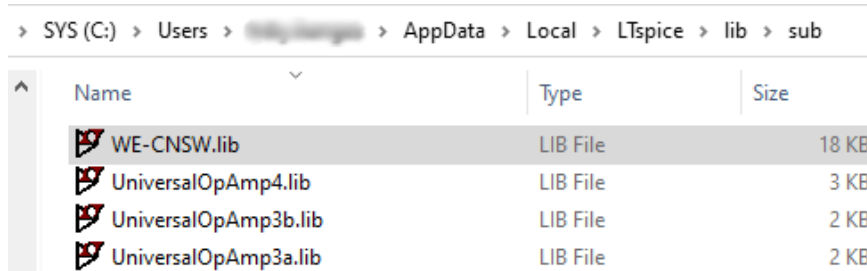 SYS (C:) > Users > > AppData > Local > LTspice > lib > sub
Name Type Size
WE-CNSW.lib LIB File 18 KB
UniversalOpAmp4.lib LIB File 3 KB
UniversalOpAmp3b.lib LIB File 2 KB
UniversalOpAmp3a.lib LIB File 2 KB